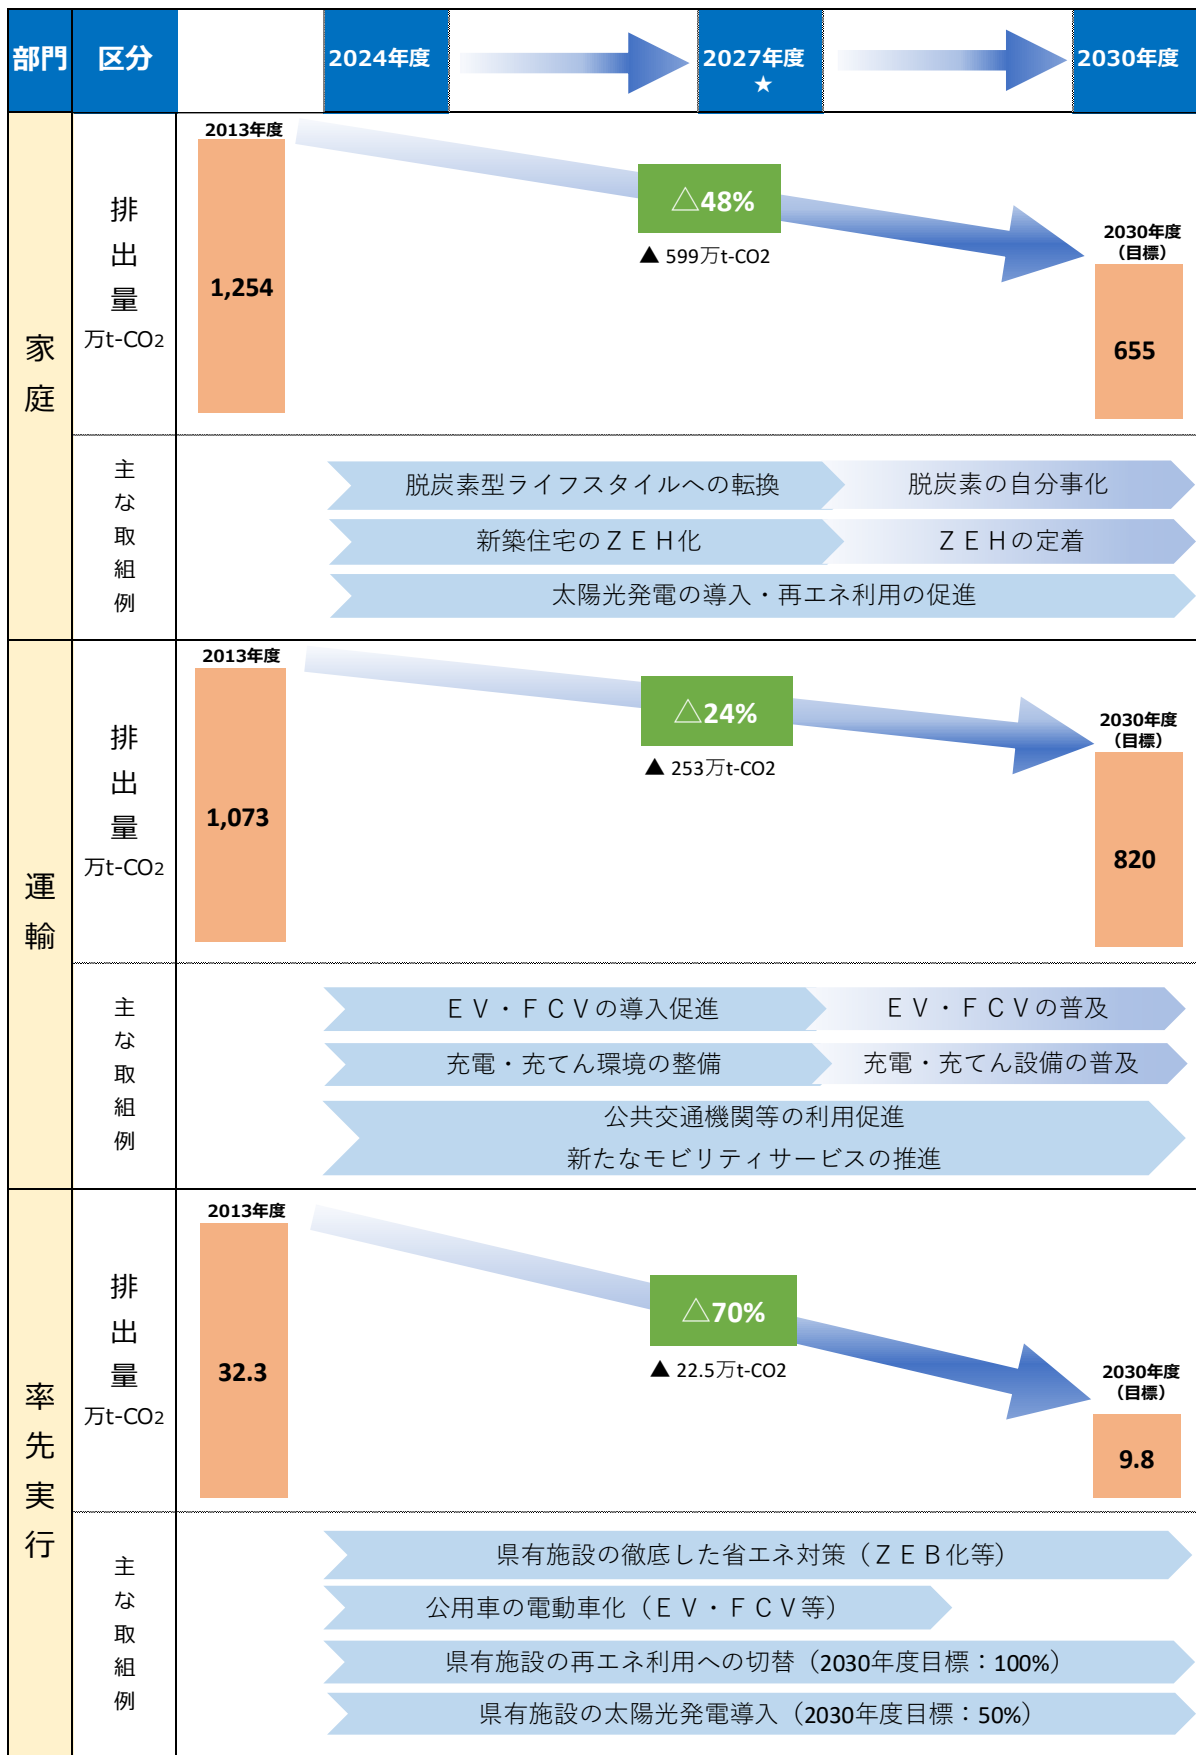 部門
区分
2024年度
2027年度
★
2030年度
家庭
排出量
万t-CO2
2013年度
1,254
△48%
▲ 599万t-CO2
2030年度
（目標）
655
主な取組例
脱炭素型ライフスタイルへの転換
脱炭素の自分事化
新築住宅のＺＥＨ化
ＺＥＨの定着
太陽光発電の導入・再エネ利用の促進
運輸
排出量
万t-CO2
2013年度
1,073
△24%
▲ 253万t-CO2
2030年度
（目標）
820
主な取組例
ＥＶ・ＦＣＶの導入促進
ＥＶ・ＦＣＶの普及
充電・充てん環境の整備
充電・充てん設備の普及
公共交通機関等の利用促進
新たなモビリティサービスの推進
率先実行
排出量
万t-CO2
2013年度
32.3
△70%
▲ 22.5万t-CO2
2030年度
（目標）
9.8
主な取組例
県有施設の徹底した省エネ対策（ＺＥＢ化等）
公用車の電動車化（ＥＶ・ＦＣＶ等）
県有施設の再エネ利用への切替（2030年度目標：100%）
県有施設の太陽光発電導入（2030年度目標：50%）